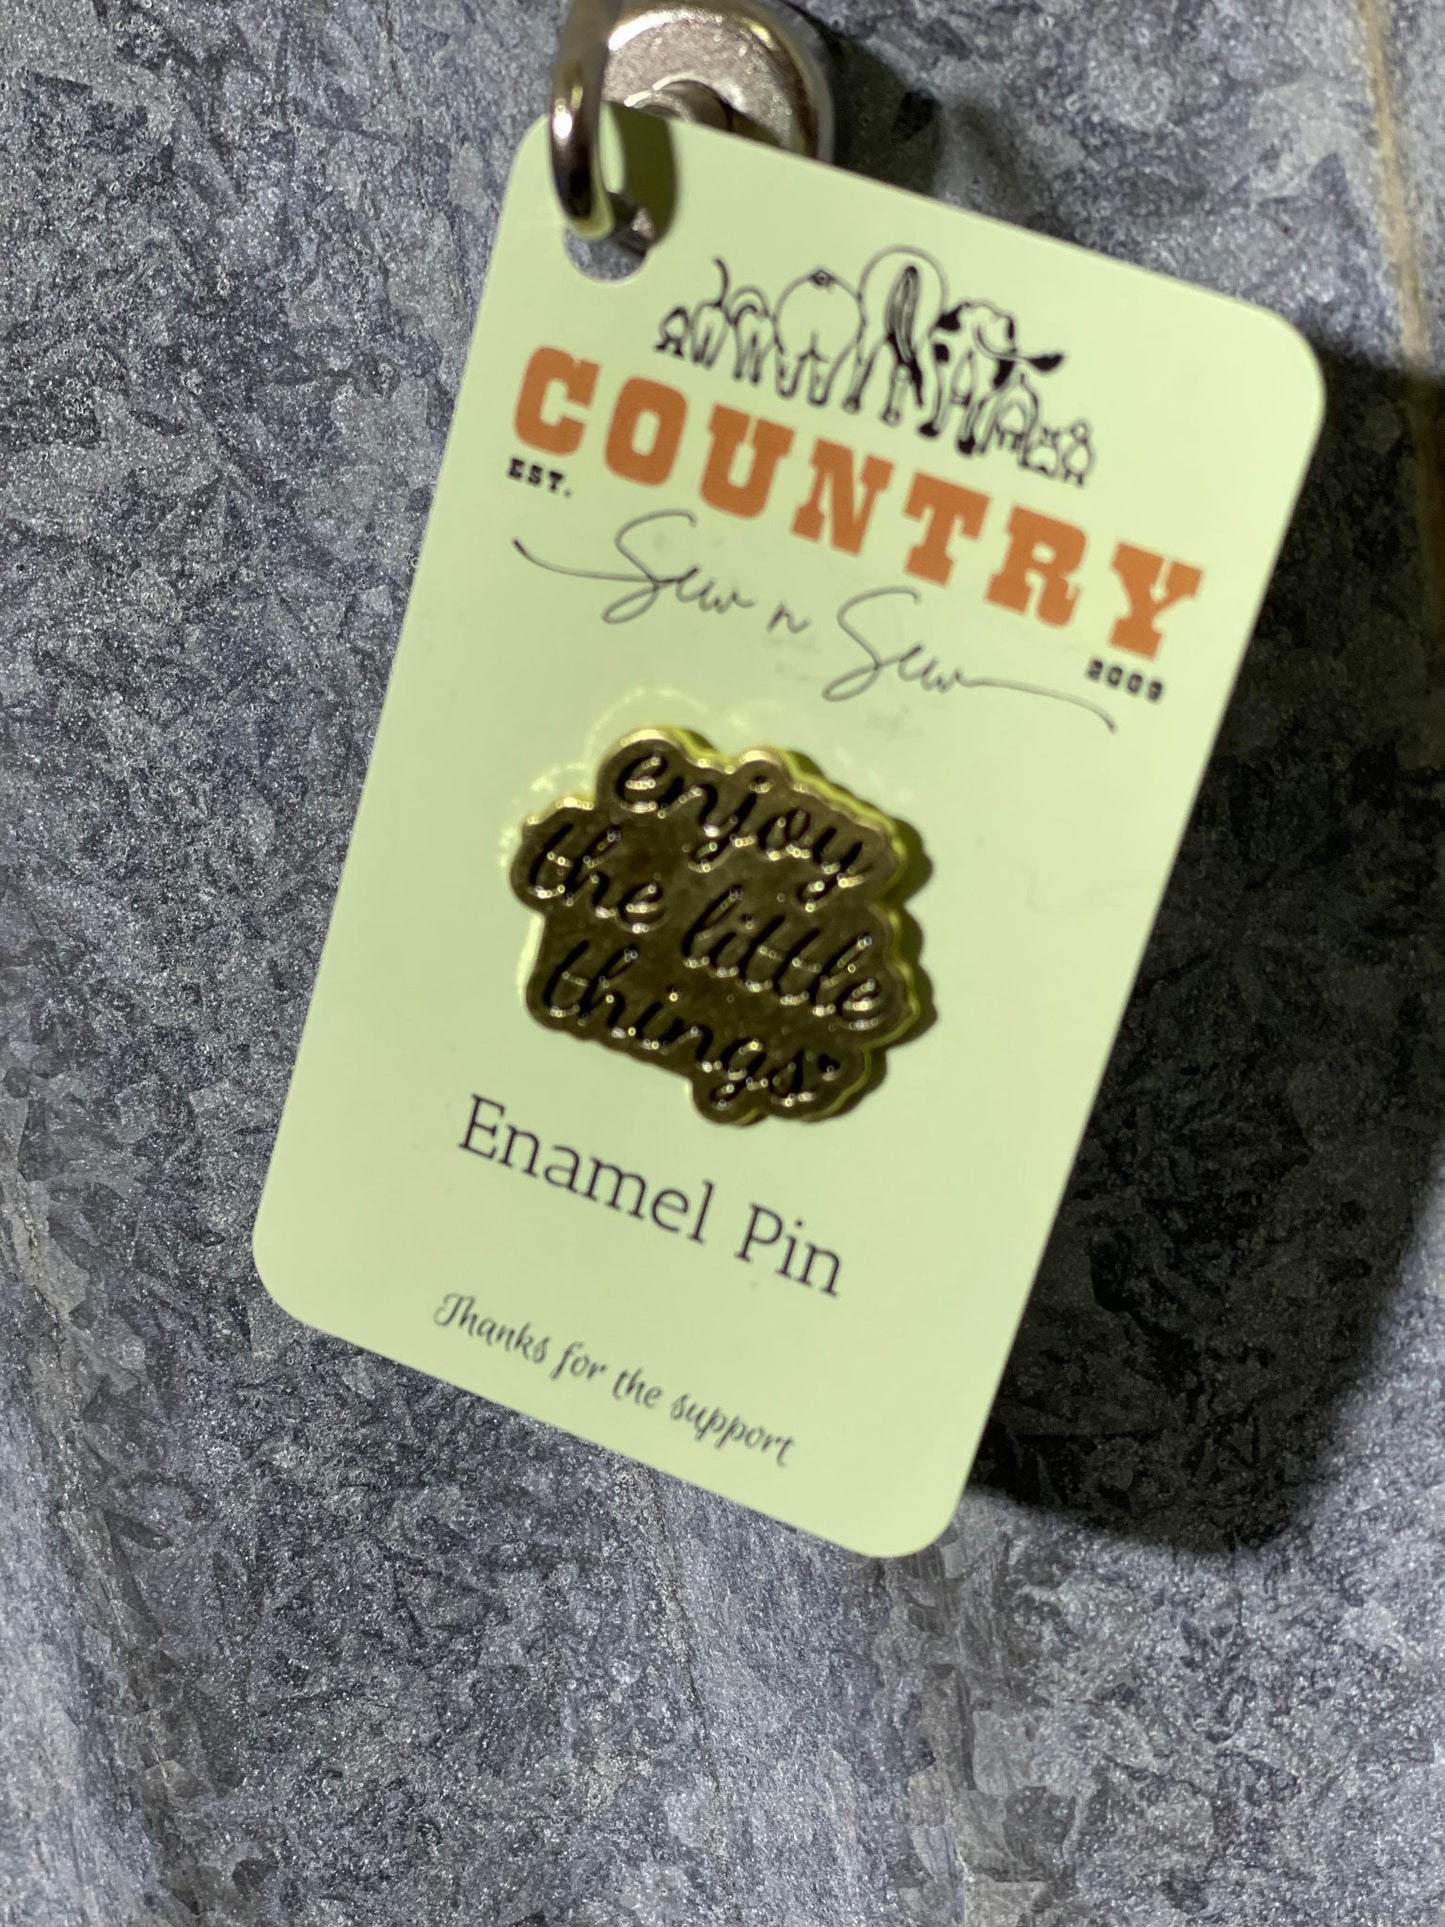 COUNTRY
EST.
Sew n Sew
2009
enjoy
the little
things
Enamel Pin
Thanks for the support